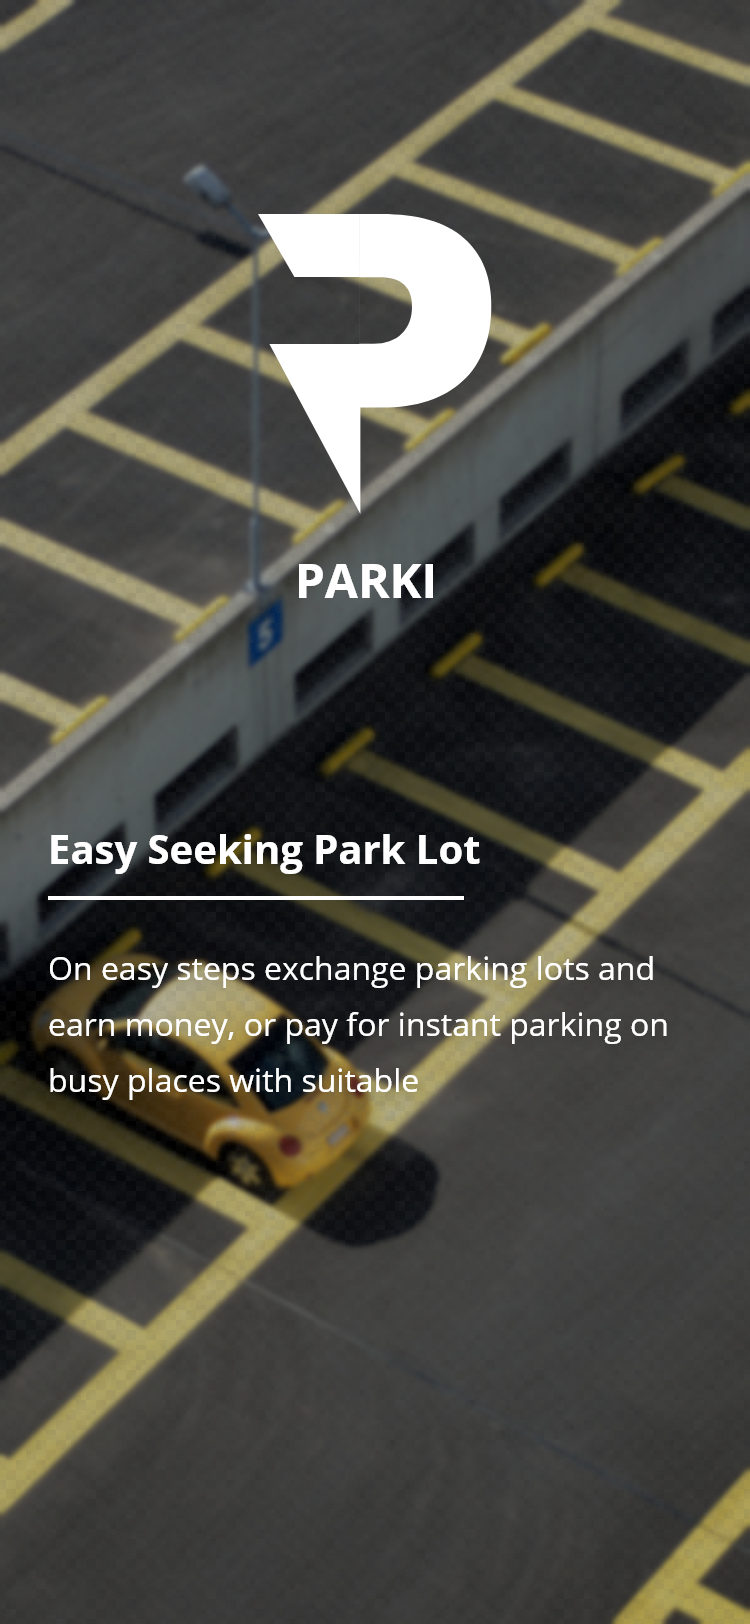 P
PARKI
5
Easy Seeking Park Lot
On easy steps exchange parking lots and
earn money, or pay for instant parking on
busy places with suitable